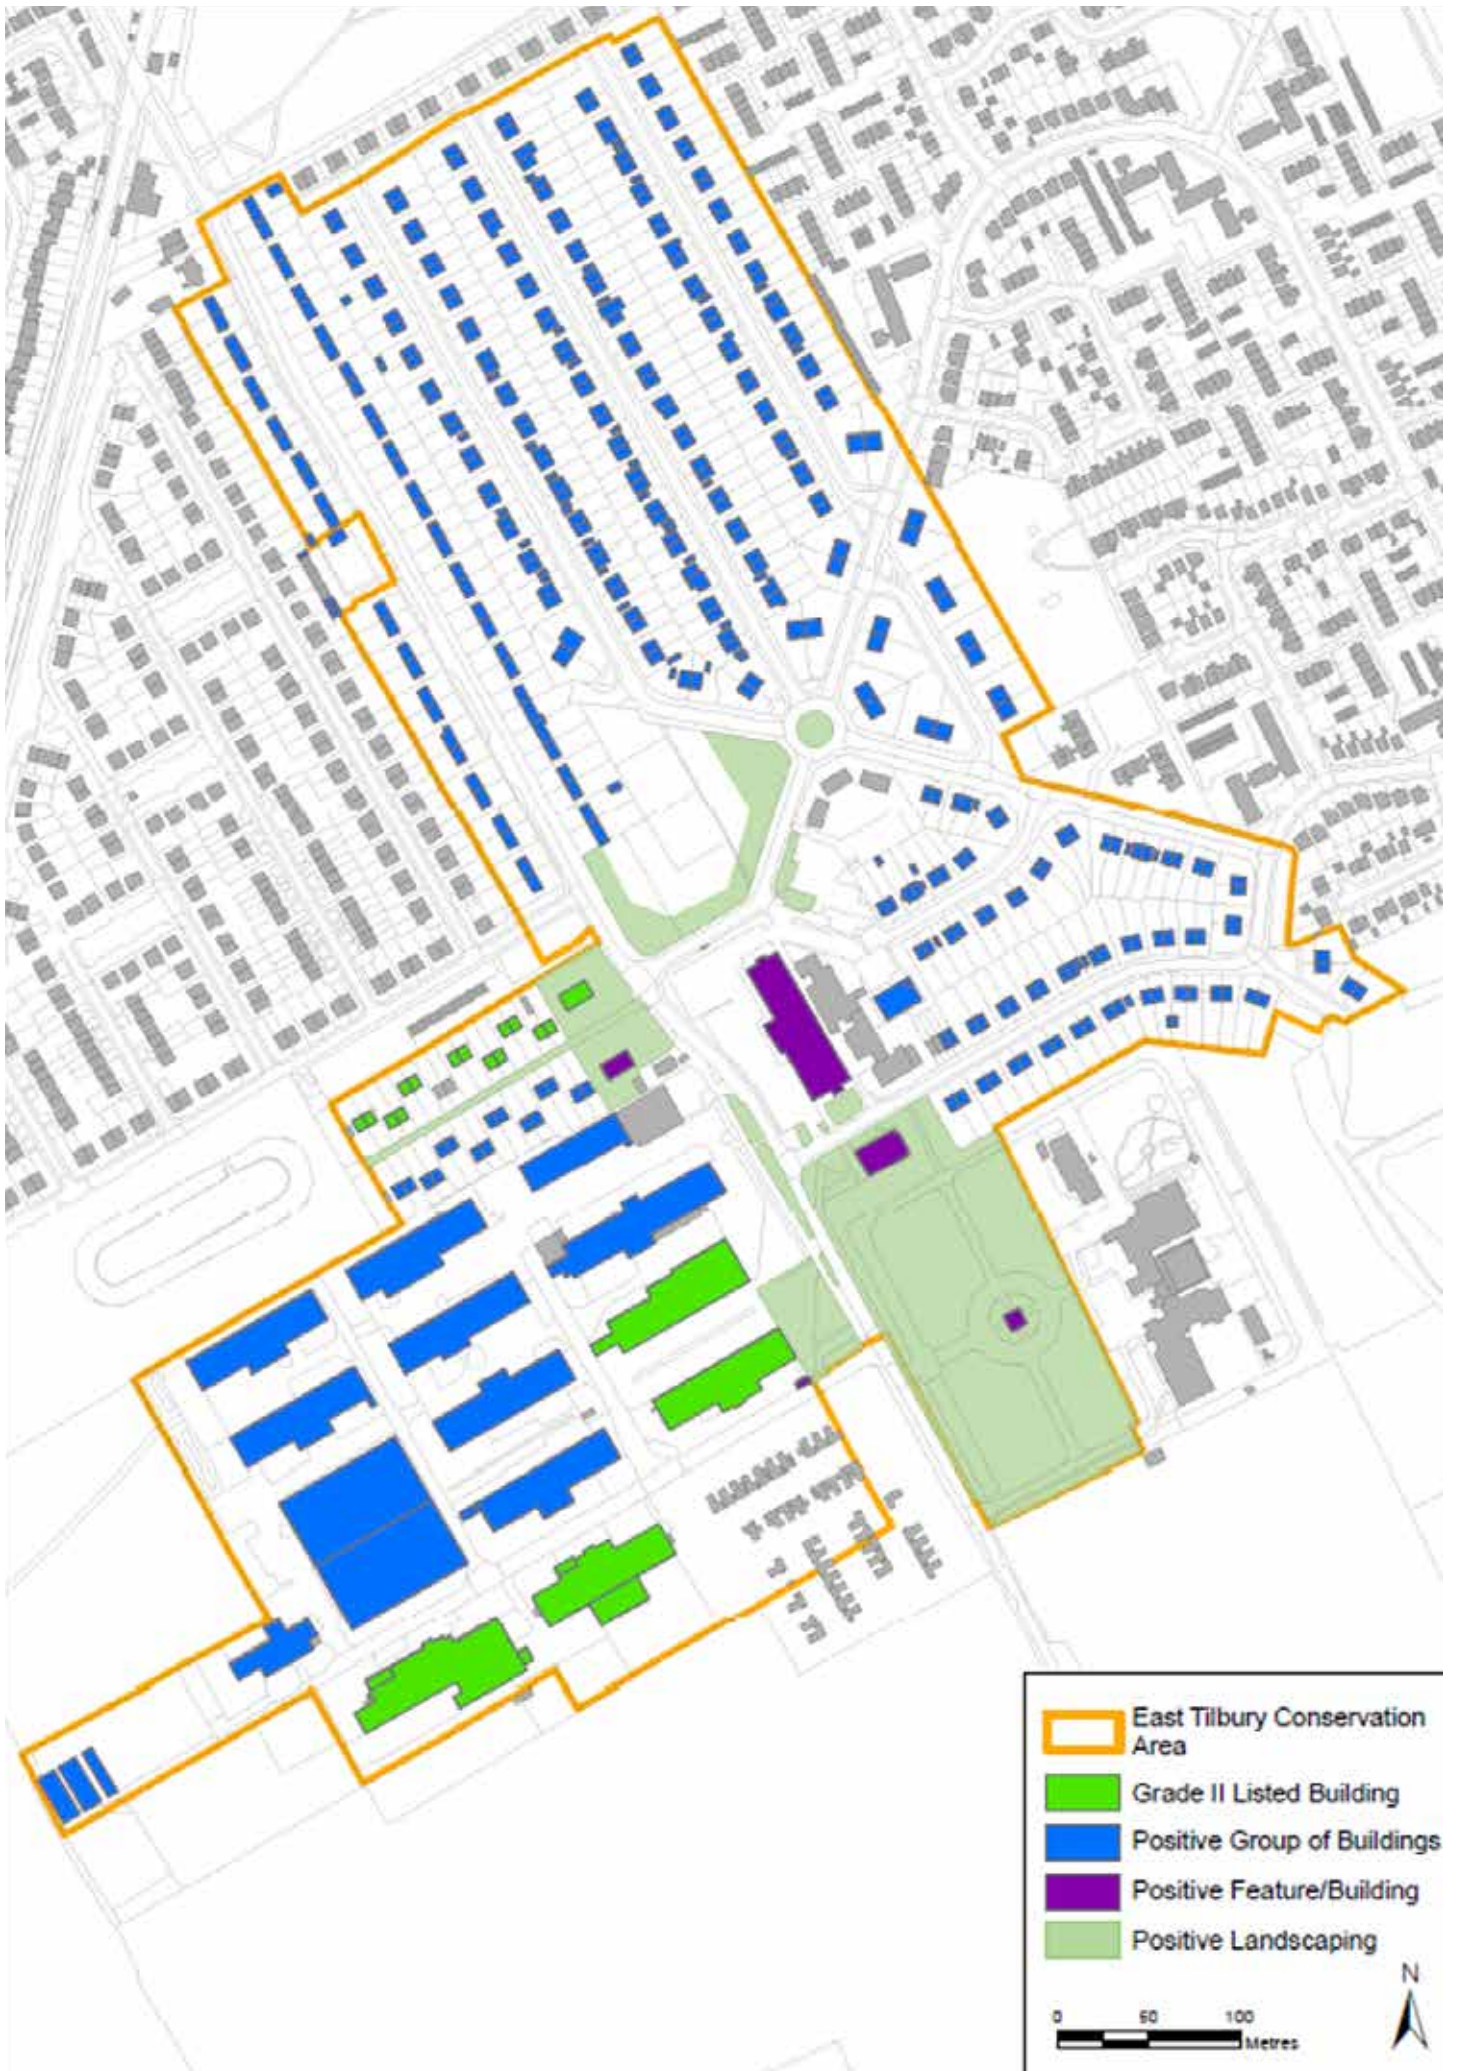 East Tilbury Conservation
Area
Grade II Listed Building
Positive Group of Buildings
Positive Feature/Building
Positive Landscaping
N
0 50 100
Metres